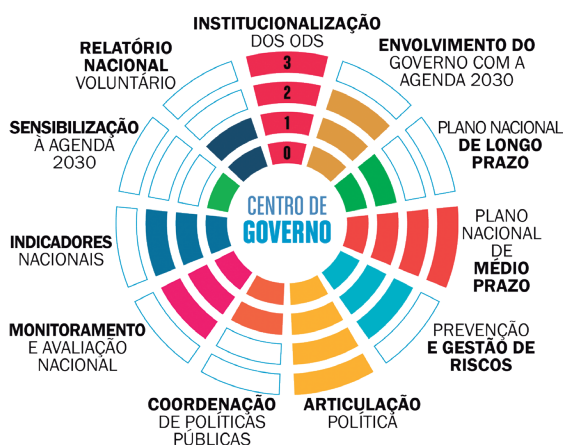 INSTITUCIONALIZAÇÃO
DOS ODS
3
2
1
0
ENVOLVIMENTO DO
GOVERNO COM A
AGENDA 2030
PLANO NACIONAL
DE LONGO
PRAZO
PLANO
NACIONAL
DE
MÉDIO
PRAZO
PREVENÇÃO
E GESTÃO DE
RISCOS
ARTICULAÇÃO
POLÍTICA
COORDENAÇÃO
DE POLÍTICAS
PÚBLICAS
MONITORAMENTO
E AVALIAÇÃO
NACIONAL
INDICADORES
NACIONAIS
SENSIBILIZAÇÃO
À AGENDA
2030
RELATÓRIO
NACIONAL
VOLUNTÁRIO
CENTRO DE
GOVERNO